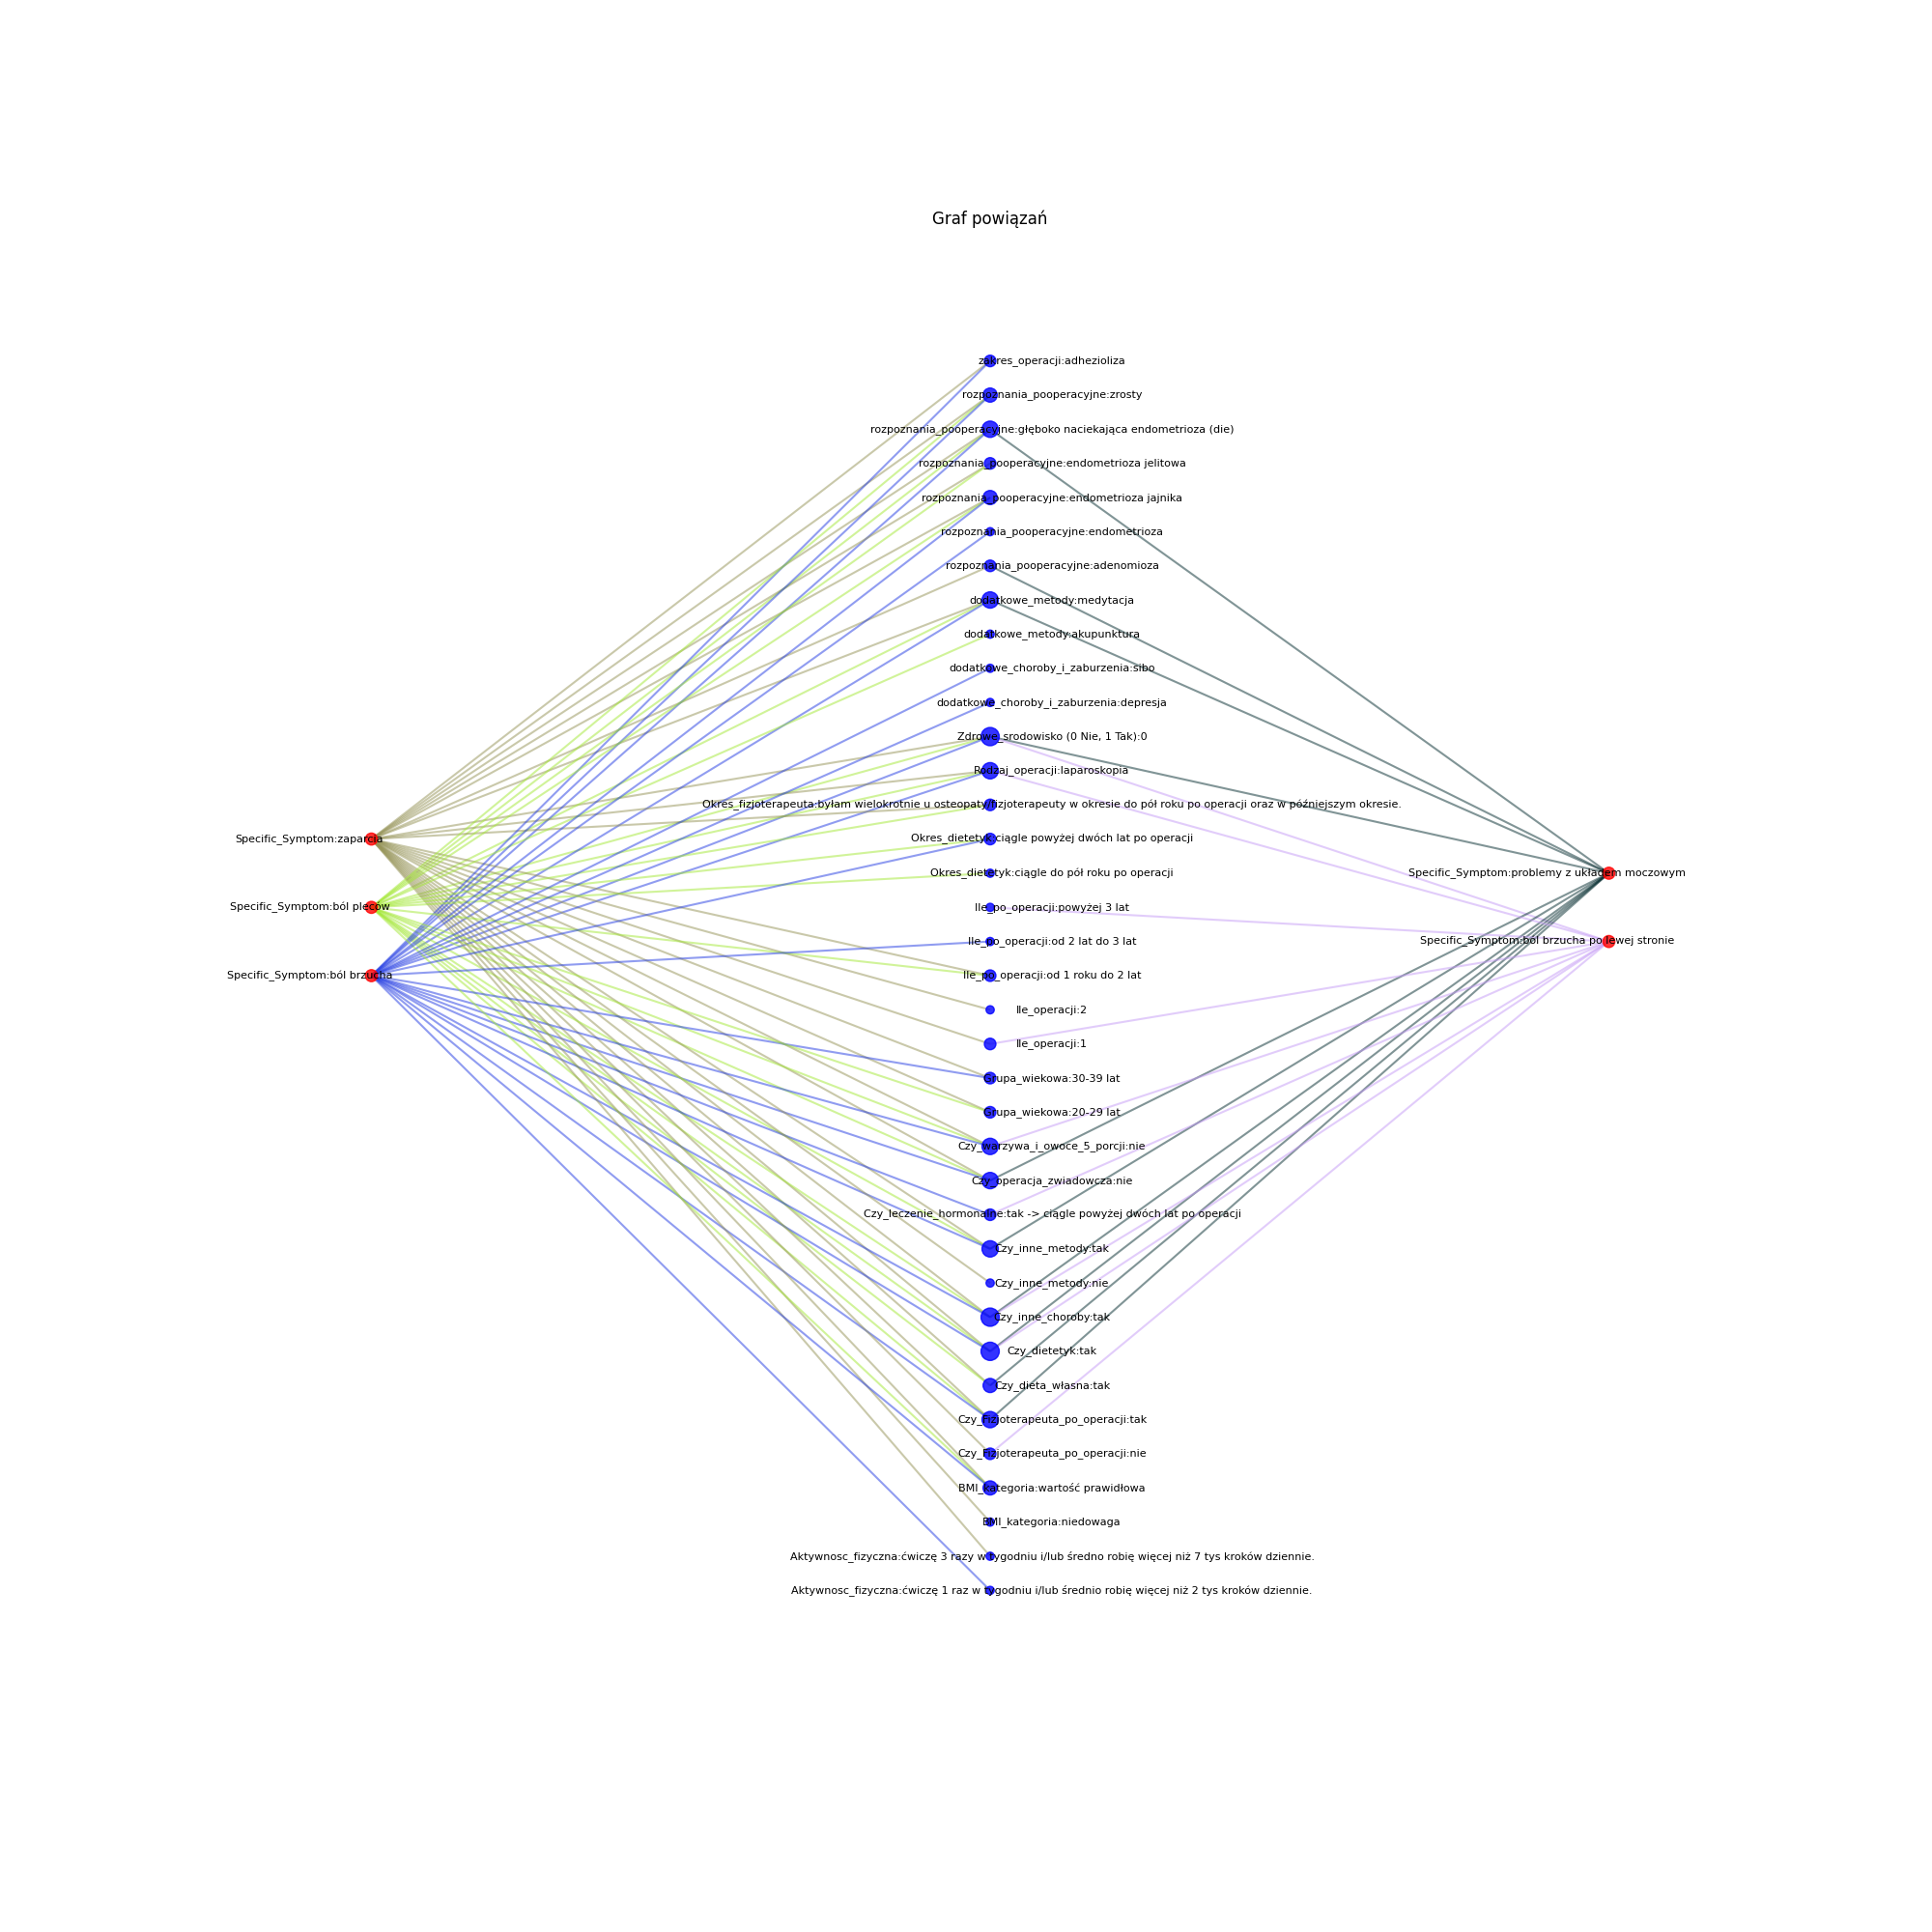 Graf powiązań
zakres_operacji:adhezioliza
rozpoznania_pooperacyjne:zrosty
rozpoznania_pooperacyjne:głęboko naciekająca endometrioza (die)
rozpoznania_pooperacyjne:endometrioza jelitowa
rozpoznania_pooperacyjne:endometrioza jajnika
rozpoznania_pooperacyjne:endometrioza
rozpoznania_pooperacyjne:adenomioza
dodatkowe_metody:medytacja
dodatkowe_metody:akupunktura
dodatkowe_choroby_i_zaburzenia:sibo
dodatkowe_choroby_i_zaburzenia:depresja
Zdrowe_srodowisko (0 Nie, 1 Tak):0
Rodzaj_operacji:laparoskopia
Okres_fizjoterapeuta:byłam wielokrotnie u osteopaty/fizjoterapeuty w okresie do pół roku po operacji oraz w późniejszym okresie.
Specific_Symptom:zaparcia
Okres_dietetyk:ciągle powyżej dwóch lat po operacji
Okres_dietetyk:ciągle do pół roku po operacji
Specific_Symptom:problemy z układem moczowym
Specific_Symptom:ból pleców
Ile_po_operacji:powyżej 3 lat
Ile_po_operacji:od 2 lat do 3 lat
Specific_Symptom:ból brzucha po lewej stronie
Specific_Symptom:ból brzucha
Ile_po_operacji:od 1 roku do 2 lat
Ile_operacji:2
Ile_operacji:1
Grupa_wiekowa:30-39 lat
Grupa_wiekowa:20-29 lat
Czy_warzywa_i_owoce_5_porcji:nie
Czy_operacja_zwiadowcza:nie
Czy_leczenie_hormonalne:tak -> ciągle powyżej dwóch lat po operacji
Czy_inne_metody:tak
Czy_inne_metody:nie
Czy_inne_choroby:tak
Czy_dietetyk:tak
Czy_dieta_własna:tak
Czy_Fizjoterapeuta_po_operacji:tak
Czy_Fizjoterapeuta_po_operacji:nie
BMI_kategoria:wartość prawidłowa
BMI_kategoria:niedowaga
Aktywnosc_fizyczna:ćwiczę 3 razy w tygodniu i/lub średno robię więcej niż 7 tys kroków dziennie.
Aktywnosc_fizyczna:ćwiczę 1 raz w tygodniu i/lub średnio robię więcej niż 2 tys kroków dziennie.